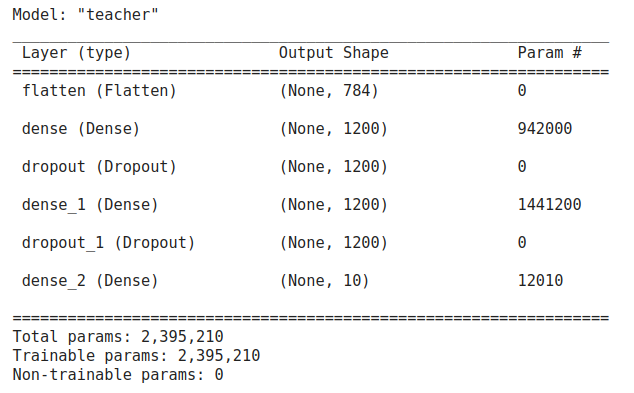 Model: "teacher"
_________________________________________________________________
Layer (type) Output Shape Param #
=================================================================
flatten (Flatten) (None, 784) 0
dense (Dense) (None, 1200) 942000
dropout (Dropout) (None, 1200) 0
dense_1 (Dense) (None, 1200) 1441200
dropout_1 (Dropout) (None, 1200) 0
dense_2 (Dense) (None, 10) 12010
=================================================================
Total params: 2,395,210
Trainable params: 2,395,210
Non-trainable params: 0